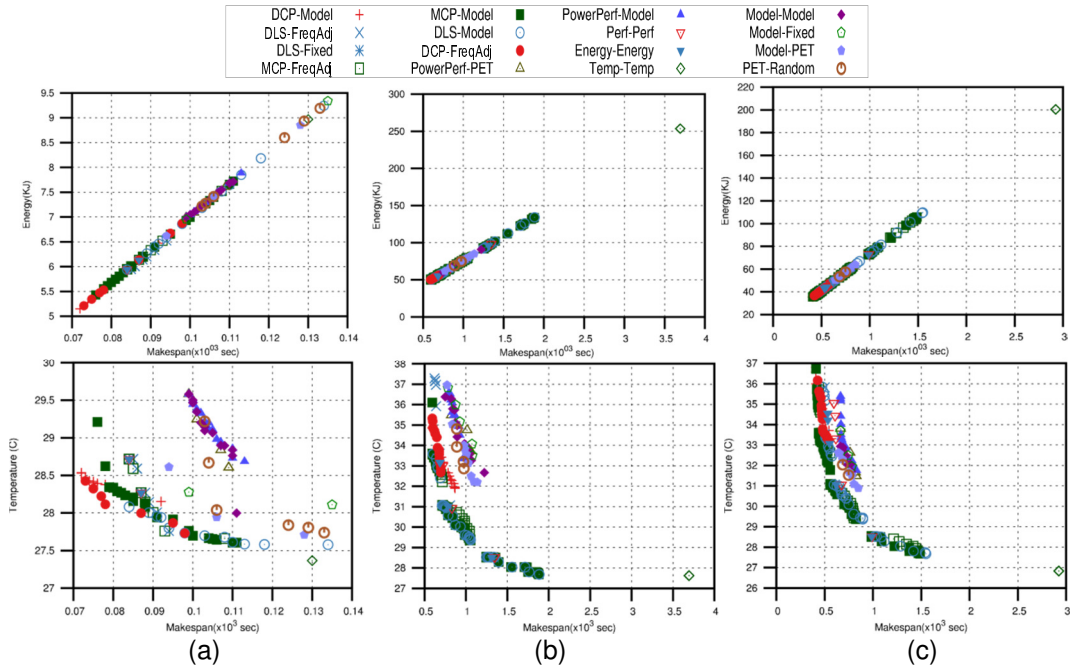 DCP-Model MCP-Model PowerPerf-Model Model-Model
DLS-FreqAdj DLS-Model Perf-Perf Model-Fixed
DLS-Fixed DCP-FreqAdj Energy-Energy Model-PET
MCP-FreqAdj PowerPerf-PET Temp-Temp PET-Random
9.5
9
8.5
8
7.5
7
6.5
6
5.5
5
Energy(KJ)
0.07 0.08 0.09 0.1 0.11 0.12 0.13 0.14
Makespan(x10^03 sec)
300
250
200
150
100
50
0
Energy(KJ)
0.5 1 1.5 2 2.5 3 3.5 4
Makespan(x10^03 sec)
220
200
180
160
140
120
100
80
60
40
20
Energy(KJ)
0 0.5 1 1.5 2 2.5 3
Makespan(x10^03 sec)
30
29.5
29
28.5
28
27.5
27
Temperature (C)
0.07 0.08 0.09 0.1 0.11 0.12 0.13 0.14
Makespan(x10^3 sec)
38
37
36
35
34
33
32
31
30
29
28
27
Temperature (C)
0.5 1 1.5 2 2.5 3 3.5 4
Makespan(x10^3 sec)
37
36
35
34
33
32
31
30
29
28
27
26
Temperature (C)
0 0.5 1 1.5 2 2.5 3
Makespan(x10^3 sec)
(a) (b) (c)